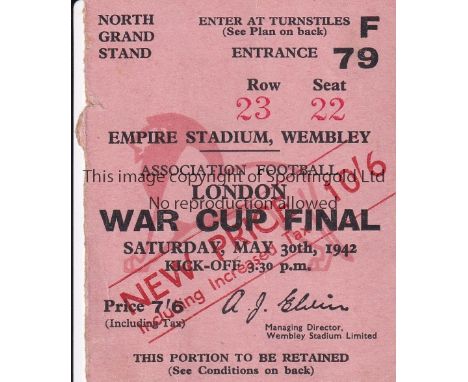 NORTH GRAND STAND
ENTER AT TURNSTILES
(See Plan on back)
F
ENTRANCE 79
Row Seat
23 22
EMPIRE STADIUM, WEMBLEY
ASSOCIATION FOOTBALL
This image copyright of Sportingold Ltd
LONDON
No reproduction allowed
WAR CUP FINAL
SATURDAY, MAY 30th, 1942
KICK-OFF 3.30 p.m.
NEW PRICE 10/6
Including Increased Tax
Price 7/6
(Including Tax)
A. J. Elvin
Managing Director,
Wembley Stadium Limited
THIS PORTION TO BE RETAINED
(See Conditions on back)